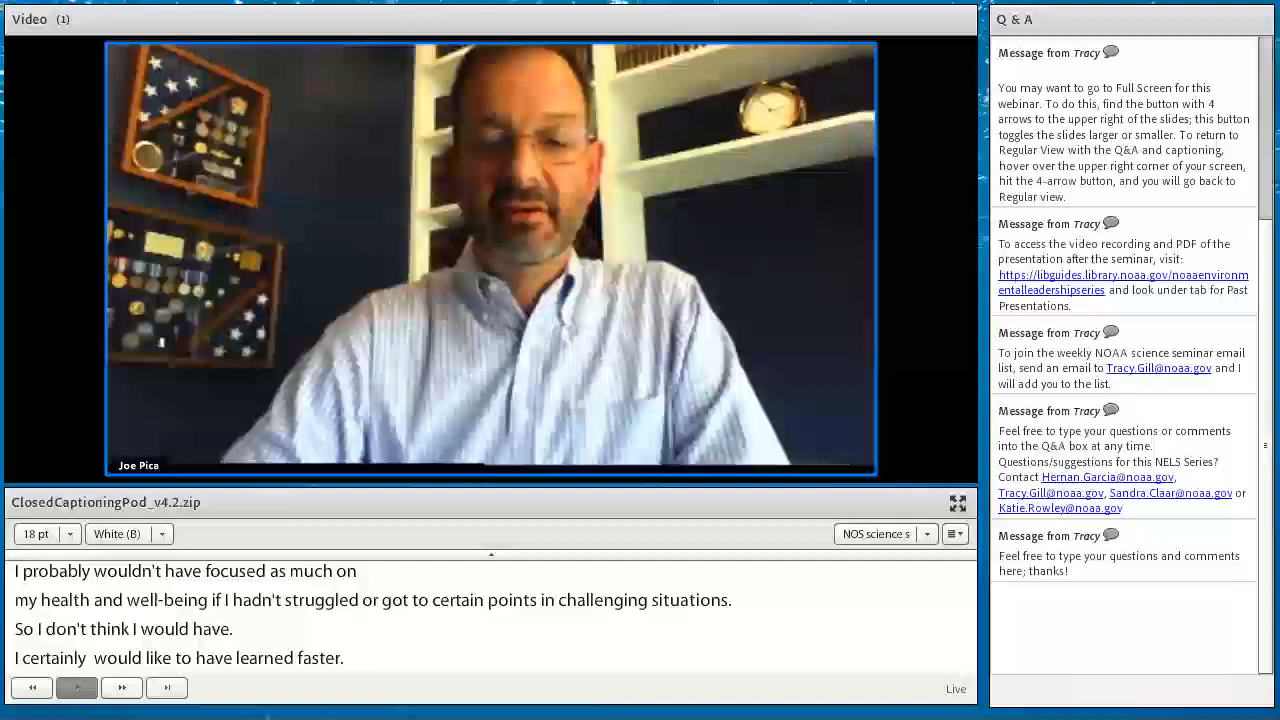 Video (1)
Joe Pica
ClosedCaptioningPod_v4.2.zip
18 pt
White (B)
NOS science s
I probably wouldn't have focused as much on
my health and well-being if I hadn't struggled or got to certain points in challenging situations.
So I don't think I would have.
I certainly would like to have learned faster.
Live
Q & A
Message from Tracy
You may want to go to Full Screen for this
webinar. To do this, find the button with 4
arrows to the upper right of the slides; this button
toggles the slides larger or smaller. To return to
Regular View with the Q&A and captioning,
hover over the upper right corner of your screen,
hit the 4-arrow button, and you will go back to
Regular view.
Message from Tracy
To access the video recording and PDF of the
presentation after the seminar, visit:
https://libguides.library.noaa.gov/noaaenvironm
entalleadershipseries and look under tab for Past
Presentations.
Message from Tracy
To join the weekly NOAA science seminar email
list, send an email to Tracy.Gill@noaa.gov and I
will add you to the list.
Message from Tracy
Feel free to type your questions or comments
into the Q&A box at any time.
Questions/suggestions for this NELS Series?
Contact Hernan.Garcia@noaa.gov,
Tracy.Gill@noaa.gov, Sandra.Claar@noaa.gov or
Katie.Rowley@noaa.gov
Message from Tracy
Feel free to type your questions and comments
here; thanks!